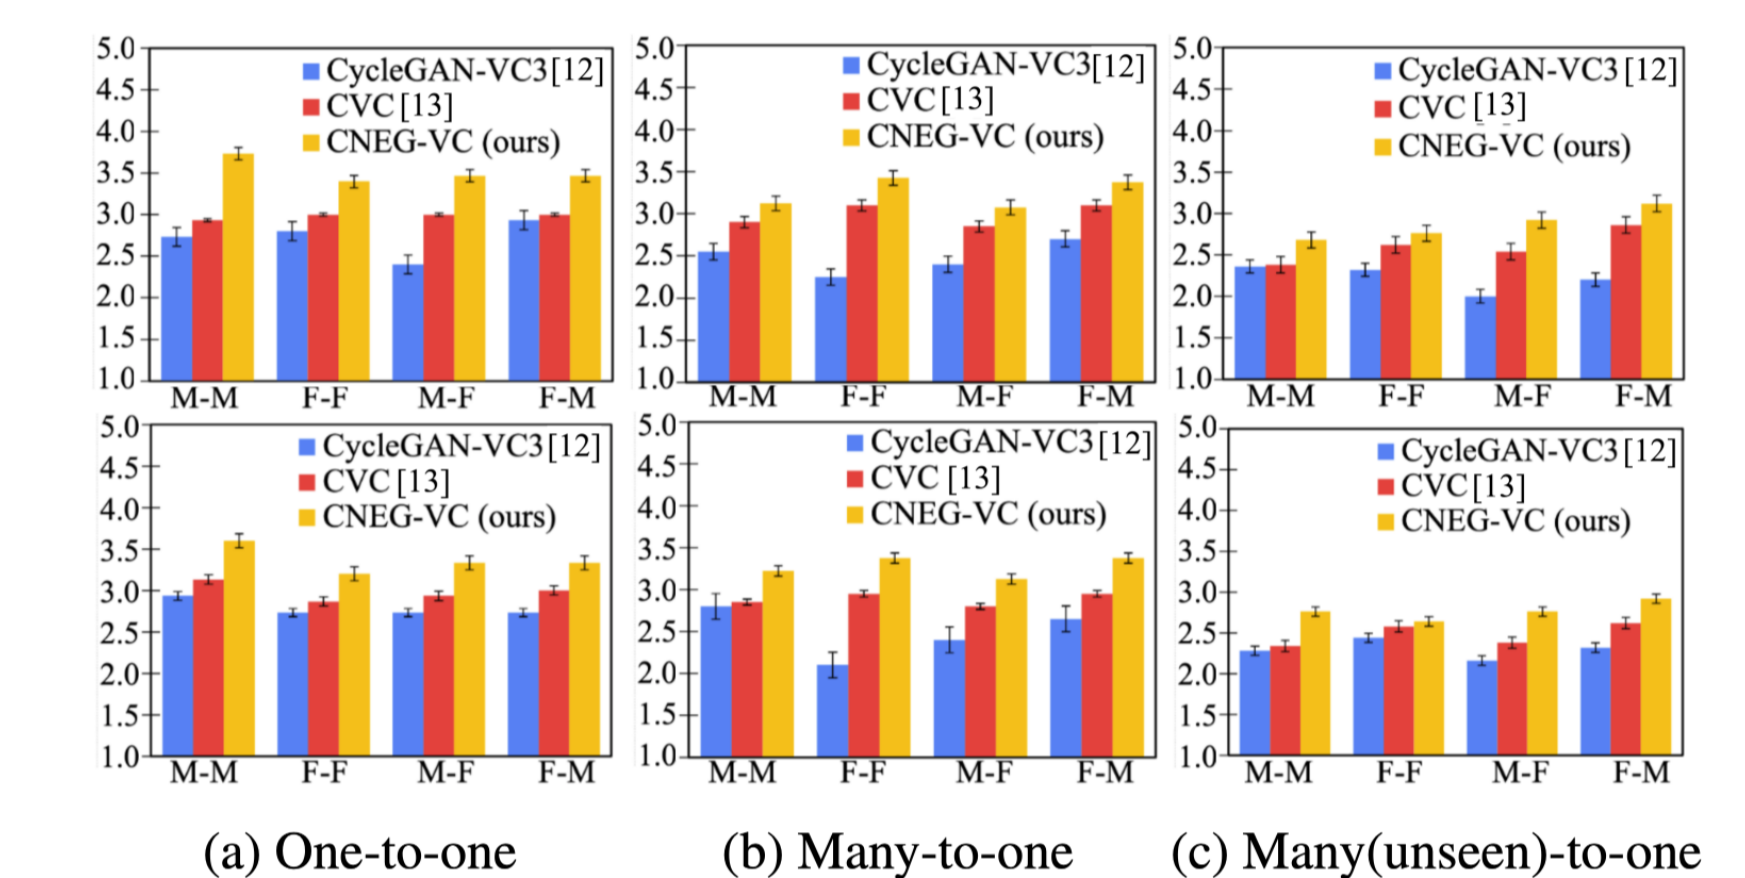 5.0
4.5
4.0
3.5
3.0
2.5
2.0
1.5
1.0
CycleGAN-VC3[12]
CVC[13]
CNEG-VC (ours)
M-M F-F M-F F-M
5.0
4.5
4.0
3.5
3.0
2.5
2.0
1.5
1.0
CycleGAN-VC3[12]
CVC[13]
CNEG-VC (ours)
M-M F-F M-F F-M
5.0
4.5
4.0
3.5
3.0
2.5
2.0
1.5
1.0
CycleGAN-VC3[12]
CVC [13]
CNEG-VC (ours)
M-M F-F M-F F-M
5.0
4.5
4.0
3.5
3.0
2.5
2.0
1.5
1.0
CycleGAN-VC3[12]
CVC[13]
CNEG-VC (ours)
M-M F-F M-F F-M
5.0
4.5
4.0
3.5
3.0
2.5
2.0
1.5
1.0
CycleGAN-VC3[12]
CVC [13]
CNEG-VC (ours)
M-M F-F M-F F-M
5.0
4.5
4.0
3.5
3.0
2.5
2.0
1.5
1.0
CycleGAN-VC3[12]
CVC[13]
CNEG-VC (ours)
M-M F-F M-F F-M
(a) One-to-one
(b) Many-to-one
(c) Many(unseen)-to-one